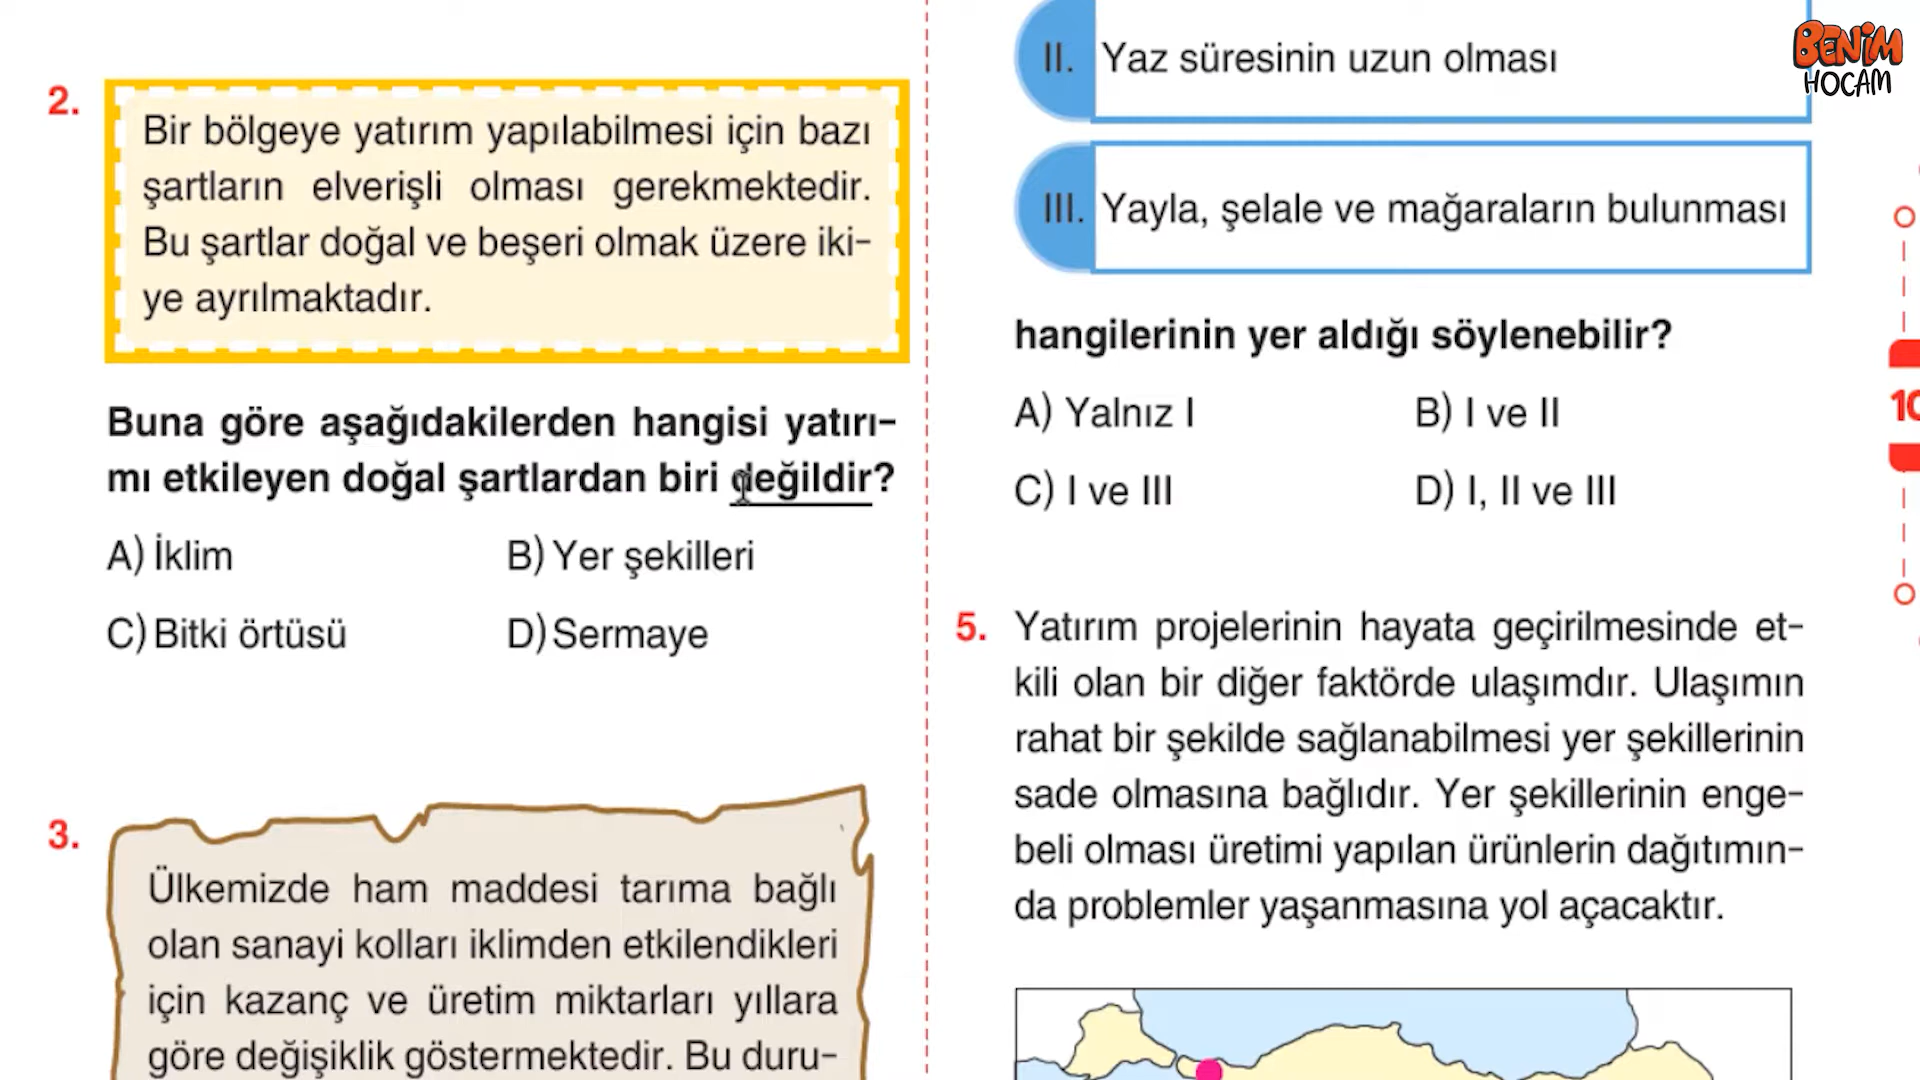 2.
Bir bölgeye yatırım yapılabilmesi için bazı
şartların elverişli olması gerekmektedir.
Bu şartlar doğal ve beşeri olmak üzere iki-
ye ayrılmaktadır.
Buna göre aşağıdakilerden hangisi yatırı-
mı etkileyen doğal şartlardan biri değildir?
A) İklim
B) Yer şekilleri
C) Bitki örtüsü
D) Sermaye
3.
Ülkemizde ham maddesi tarıma bağlı
olan sanayi kolları iklimden etkilendikleri
için kazanç ve üretim miktarları yıllara
göre değişiklik göstermektedir. Bu duru-
II. Yaz süresinin uzun olması
III. Yayla, şelale ve mağaraların bulunması
hangilerinin yer aldığı söylenebilir?
A) Yalnız I
B) I ve II
C) I ve III
D) I, II ve III
5. Yatırım projelerinin hayata geçirilmesinde et-
kili olan bir diğer faktörde ulaşımdır. Ulaşımın
rahat bir şekilde sağlanabilmesi yer şekillerinin
sade olmasına bağlıdır. Yer şekillerinin enge-
beli olması üretimi yapılan ürünlerin dağıtımın-
da problemler yaşanmasına yol açacaktır.
BENİM
HOCAM